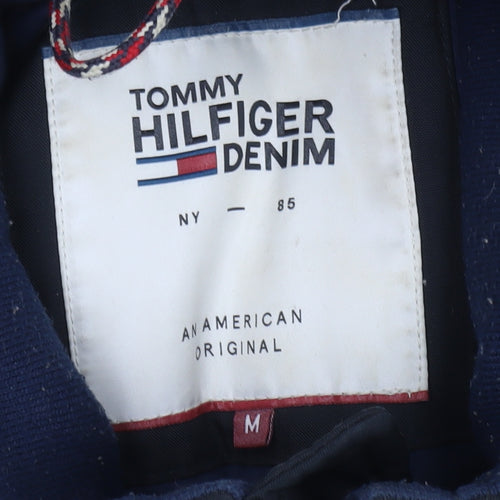 TOMMY
HILFIGER
DENIM
NY — 85
AN AMERICAN
ORIGINAL
M